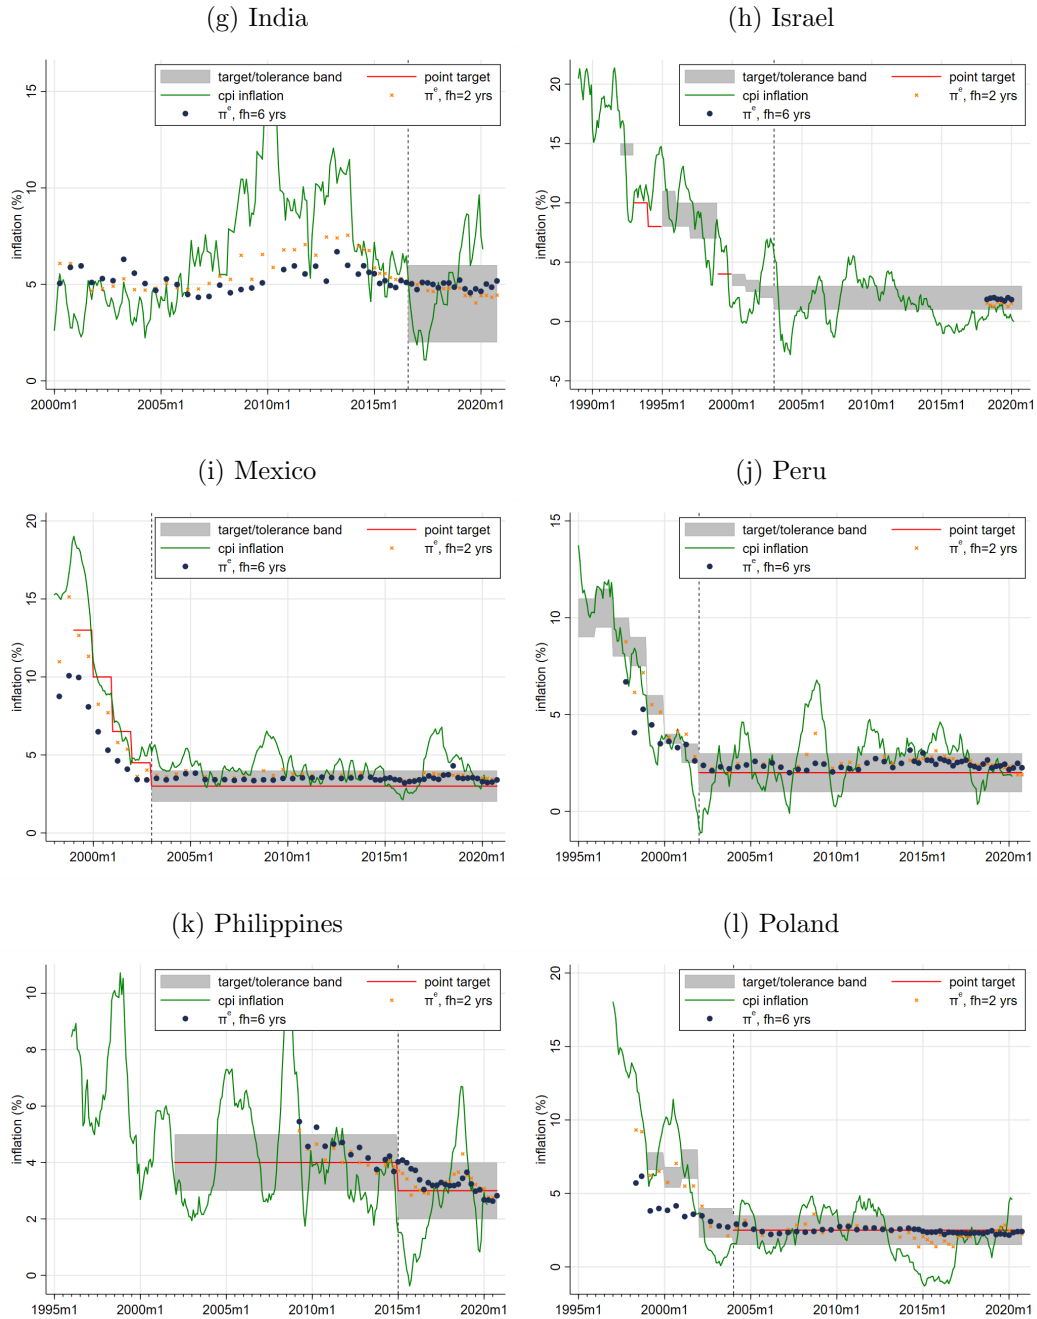 (g) India
target/tolerance band
point target
cpi inflation
π^e, fh=2 yrs
π^e, fh=6 yrs
inflation (%)
15
10
5
0
2000m1 2005m1 2010m1 2015m1 2020m1
(h) Israel
target/tolerance band
point target
cpi inflation
π^e, fh=2 yrs
π^e, fh=6 yrs
inflation (%)
20
15
10
5
0
-5
1990m1 1995m1 2000m1 2005m1 2010m1 2015m1 2020m1
(i) Mexico
target/tolerance band
point target
cpi inflation
π^e, fh=2 yrs
π^e, fh=6 yrs
inflation (%)
20
15
10
5
0
2000m1 2005m1 2010m1 2015m1 2020m1
(j) Peru
target/tolerance band
point target
cpi inflation
π^e, fh=2 yrs
π^e, fh=6 yrs
inflation (%)
15
10
5
0
1995m1 2000m1 2005m1 2010m1 2015m1 2020m1
(k) Philippines
target/tolerance band
point target
cpi inflation
π^e, fh=2 yrs
π^e, fh=6 yrs
inflation (%)
10
8
6
4
2
0
1995m1 2000m1 2005m1 2010m1 2015m1 2020m1
(l) Poland
target/tolerance band
point target
cpi inflation
π^e, fh=2 yrs
π^e, fh=6 yrs
inflation (%)
20
15
10
5
0
1995m1 2000m1 2005m1 2010m1 2015m1 2020m1